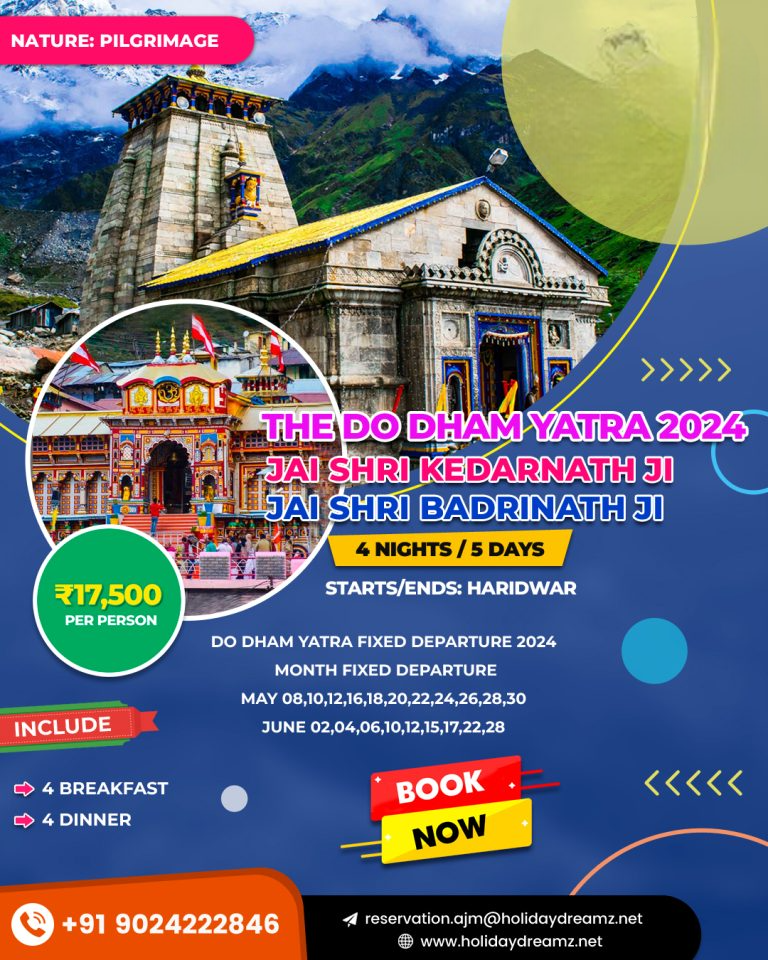 NATURE: PILGRIMAGE
THE DO DHAM YATRA 2024
JAI SHRI KEDARNATH JI
JAI SHRI BADRINATH JI
4 NIGHTS / 5 DAYS
STARTS/ENDS: HARIDWAR
₹17,500
PER PERSON
DO DHAM YATRA FIXED DEPARTURE 2024
MONTH FIXED DEPARTURE
MAY 08,10,12,16,18,20,22,24,26,28,30
JUNE 02,04,06,10,12,15,17,22,28
INCLUDE
4 BREAKFAST
4 DINNER
BOOK
NOW
+91 9024222846
reservation.ajm@holidaydreamz.net
www.holidaydreamz.net